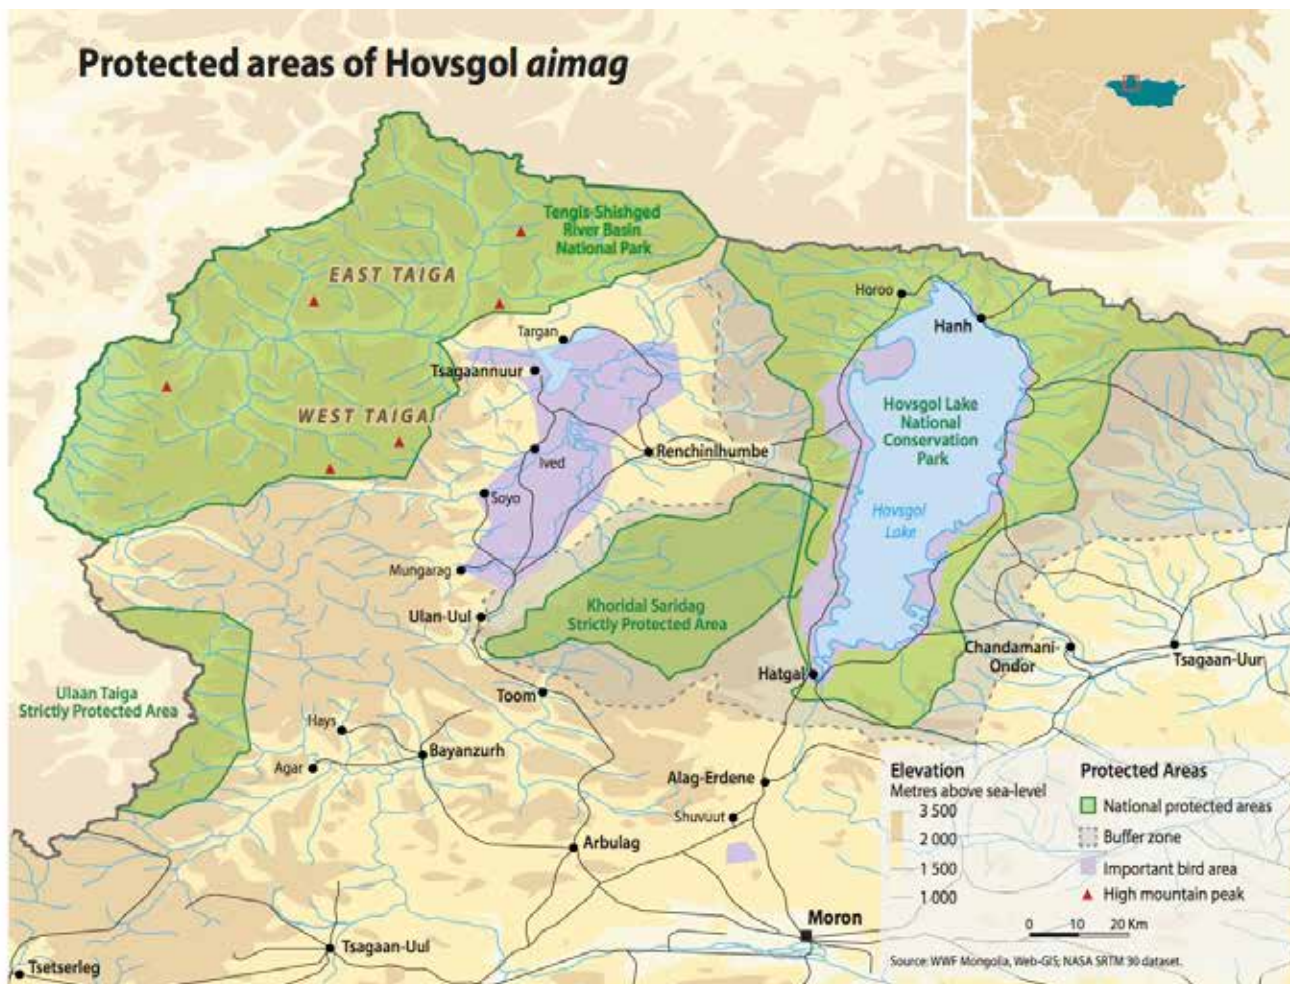 Protected areas of Hovsgol aimag
Tengis-Shishged
River Basin
National Park
EAST TAIGA
WEST TAIGA
Horoo
Hanh
Targan
Tsagaannuur
Hovsgol Lake
National
Conservation
Park
Renchinlhumbe
Ived
Soyo
Hovsgol
Lake
Mungarag
Ulan-Uul
Khoridal Saridag
Strictly Protected Area
Chandamani-
Ondor
Tsagaan-Uur
Hatgal
Ulaan Taiga
Strictly Protected Area
Toom
Hays
Bayanzurh
Agar
Alag-Erdene
Shuvuut
Arbulag
Moron
Tsagaan-Uul
Tsetserleg
Elevation
Metres above sea-level
3 500
2 000
1 500
1 000
Protected Areas
National protected areas
Buffer zone
Important bird area
High mountain peak
0 10 20 Km
Source: WWF Mongolia, Web-GIS; NASA SRTM 30 dataset.